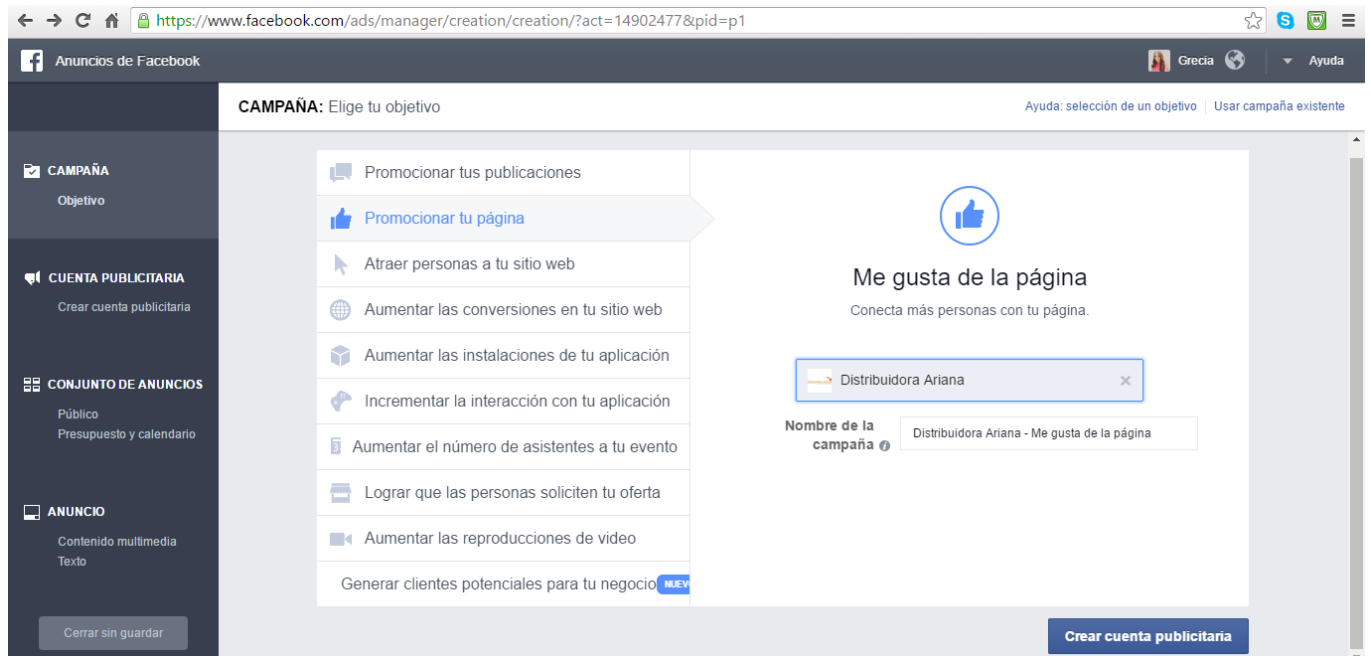 https://www.facebook.com/ads/manager/creation/creation/?act=14902477&pid=p1
Anuncios de Facebook
Grecia
Ayuda
CAMPAÑA: Elige tu objetivo
Ayuda: selección de un objetivo
Usar campaña existente
CAMPAÑA
Objetivo
CUENTA PUBLICITARIA
Crear cuenta publicitaria
CONJUNTO DE ANUNCIOS
Público
Presupuesto y calendario
ANUNCIO
Contenido multimedia
Texto
Cerrar sin guardar
Promocionar tus publicaciones
Promocionar tu página
Atraer personas a tu sitio web
Aumentar las conversiones en tu sitio web
Aumentar las instalaciones de tu aplicación
Incrementar la interacción con tu aplicación
Aumentar el número de asistentes a tu evento
Lograr que las personas soliciten tu oferta
Aumentar las reproducciones de video
Generar clientes potenciales para tu negocio NUEV
Me gusta de la página
Conecta más personas con tu página.
Distribuidora Ariana
Nombre de la
campaña
Distribuidora Ariana - Me gusta de la página
Crear cuenta publicitaria